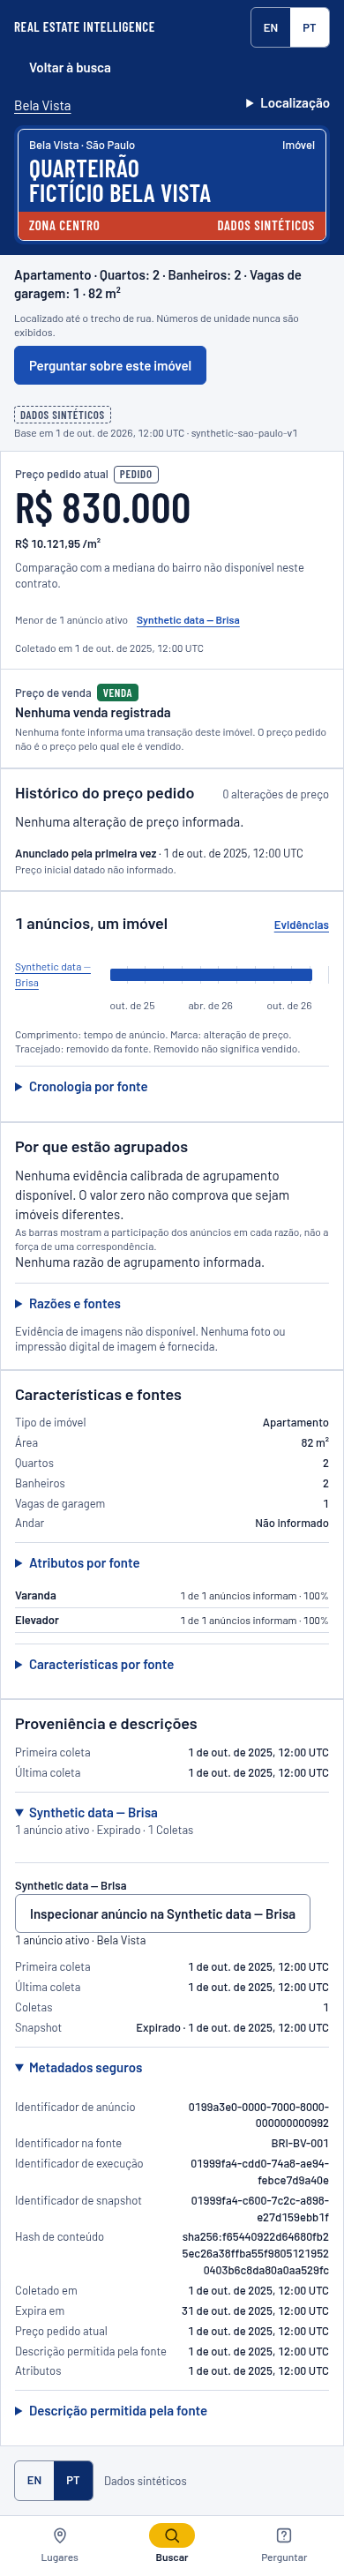 REAL ESTATE INTELLIGENCE
EN PT
Voltar à busca
Bela Vista
Localização
Bela Vista · São Paulo Imóvel
QUARTEIRÃO
FICTÍCIO BELA VISTA
ZONA CENTRO DADOS SINTÉTICOS
Apartamento · Quartos: 2 · Banheiros: 2 · Vagas de
garagem: 1 · 82 m²
Localizado até o trecho de rua. Números de unidade nunca são
exibidos.
Perguntar sobre este imóvel
DADOS SINTÉTICOS
Base em 1 de out. de 2026, 12:00 UTC · synthetic-sao-paulo-v1
Preço pedido atual PEDIDO
R$ 830.000
R$ 10.121,95 /m²
Comparação com a mediana do bairro não disponível neste
contrato.
Menor de 1 anúncio ativo Synthetic data — Brisa
Coletado em 1 de out. de 2025, 12:00 UTC
Preço de venda VENDA
Nenhuma venda registrada
Nenhuma fonte informa uma transação deste imóvel. O preço pedido
não é o preço pelo qual ele é vendido.
Histórico do preço pedido 0 alterações de preço
Nenhuma alteração de preço informada.
Anunciado pela primeira vez · 1 de out. de 2025, 12:00 UTC
Preço inicial datado não informado.
1 anúncios, um imóvel Evidências
Synthetic data —
Brisa
out. de 25 abr. de 26 out. de 26
Comprimento: tempo de anúncio. Marca: alteração de preço.
Tracejado: removido da fonte. Removido não significa vendido.
Cronologia por fonte
Por que estão agrupados
Nenhuma evidência calibrada de agrupamento
disponível. O valor zero não comprova que sejam
imóveis diferentes.
As barras mostram a participação dos anúncios em cada razão, não a
força de uma correspondência.
Nenhuma razão de agrupamento informada.
Razões e fontes
Evidência de imagens não disponível. Nenhuma foto ou
impressão digital de imagem é fornecida.
Características e fontes
Tipo de imóvel Apartamento
Área 82 m²
Quartos 2
Banheiros 2
Vagas de garagem 1
Andar Não informado
Atributos por fonte
Varanda 1 de 1 anúncios informam · 100%
Elevador 1 de 1 anúncios informam · 100%
Características por fonte
Proveniência e descrições
Primeira coleta 1 de out. de 2025, 12:00 UTC
Última coleta 1 de out. de 2025, 12:00 UTC
Synthetic data — Brisa
1 anúncio ativo · Expirado · 1 Coletas
Synthetic data — Brisa
Inspecionar anúncio na Synthetic data — Brisa
1 anúncio ativo · Bela Vista
Primeira coleta 1 de out. de 2025, 12:00 UTC
Última coleta 1 de out. de 2025, 12:00 UTC
Coletas 1
Snapshot Expirado · 1 de out. de 2025, 12:00 UTC
Metadados seguros
Identificador de anúncio 0199a3e0-0000-7000-8000-
000000000992
Identificador na fonte BRI-BV-001
Identificador de execução 01999fa4-cdd0-74a8-ae94-
febce7d9a40e
Identificador de snapshot 01999fa4-c600-7c2c-a898-
e27d159ebb1f
Hash de conteúdo sha256:f65440922d64680fb2
5ec26a38ffba55f9805121952
0403b6c8da80a0aa529fc
Coletado em 1 de out. de 2025, 12:00 UTC
Expira em 31 de out. de 2025, 12:00 UTC
Preço pedido atual 1 de out. de 2025, 12:00 UTC
Descrição permitida pela fonte 1 de out. de 2025, 12:00 UTC
Atributos 1 de out. de 2025, 12:00 UTC
Descrição permitida pela fonte
EN PT Dados sintéticos
Lugares Buscar Perguntar